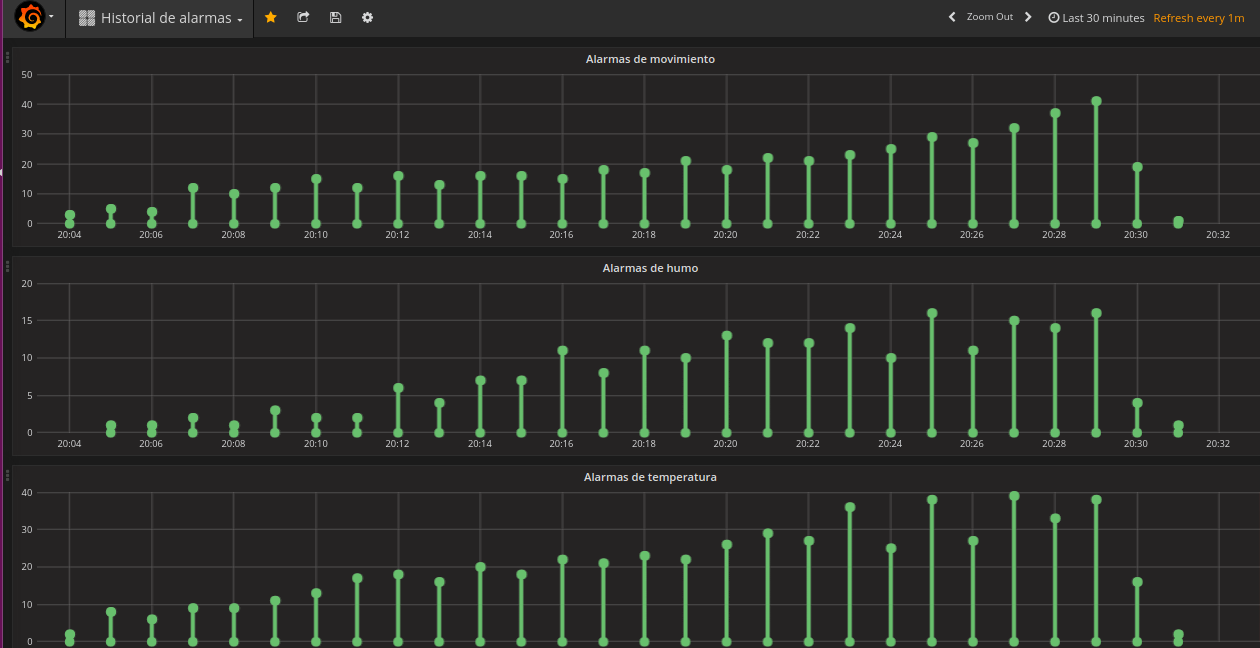 Historial de alarmas
Zoom Out
Last 30 minutes
Refresh every 1m
Alarmas de movimiento
50
40
30
20
10
0
20:04 20:06 20:08 20:10 20:12 20:14 20:16 20:18 20:20 20:22 20:24 20:26 20:28 20:30 20:32
Alarmas de humo
20
15
10
5
0
20:04 20:06 20:08 20:10 20:12 20:14 20:16 20:18 20:20 20:22 20:24 20:26 20:28 20:30 20:32
Alarmas de temperatura
40
30
20
10
0